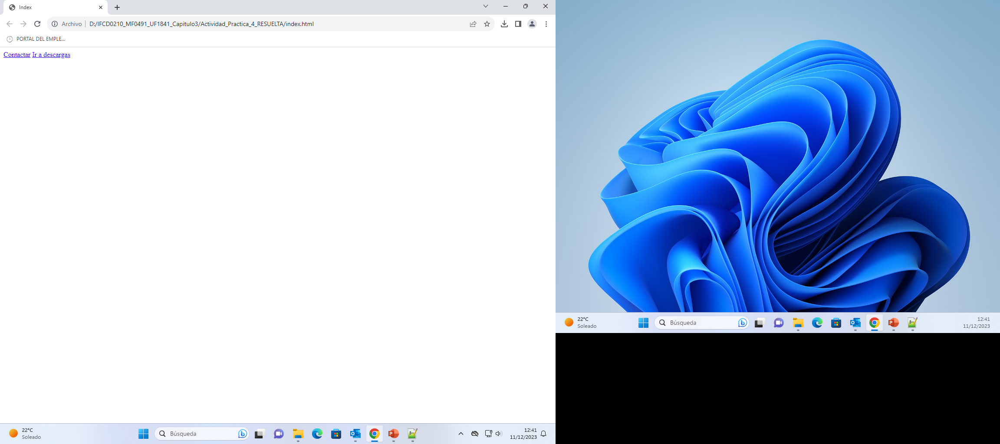 Index
Archivo
D:/IFCD0210_MF0491_UF1841_Capitulo3/Actividad_Practica_4_RESUELTA/index.html
PORTAL DEL EMPLE...
Contactar Ir a descargas
22°C
Soleado
Búsqueda
12:41
11/12/2023
22°C
Soleado
Búsqueda
12:41
11/12/2023